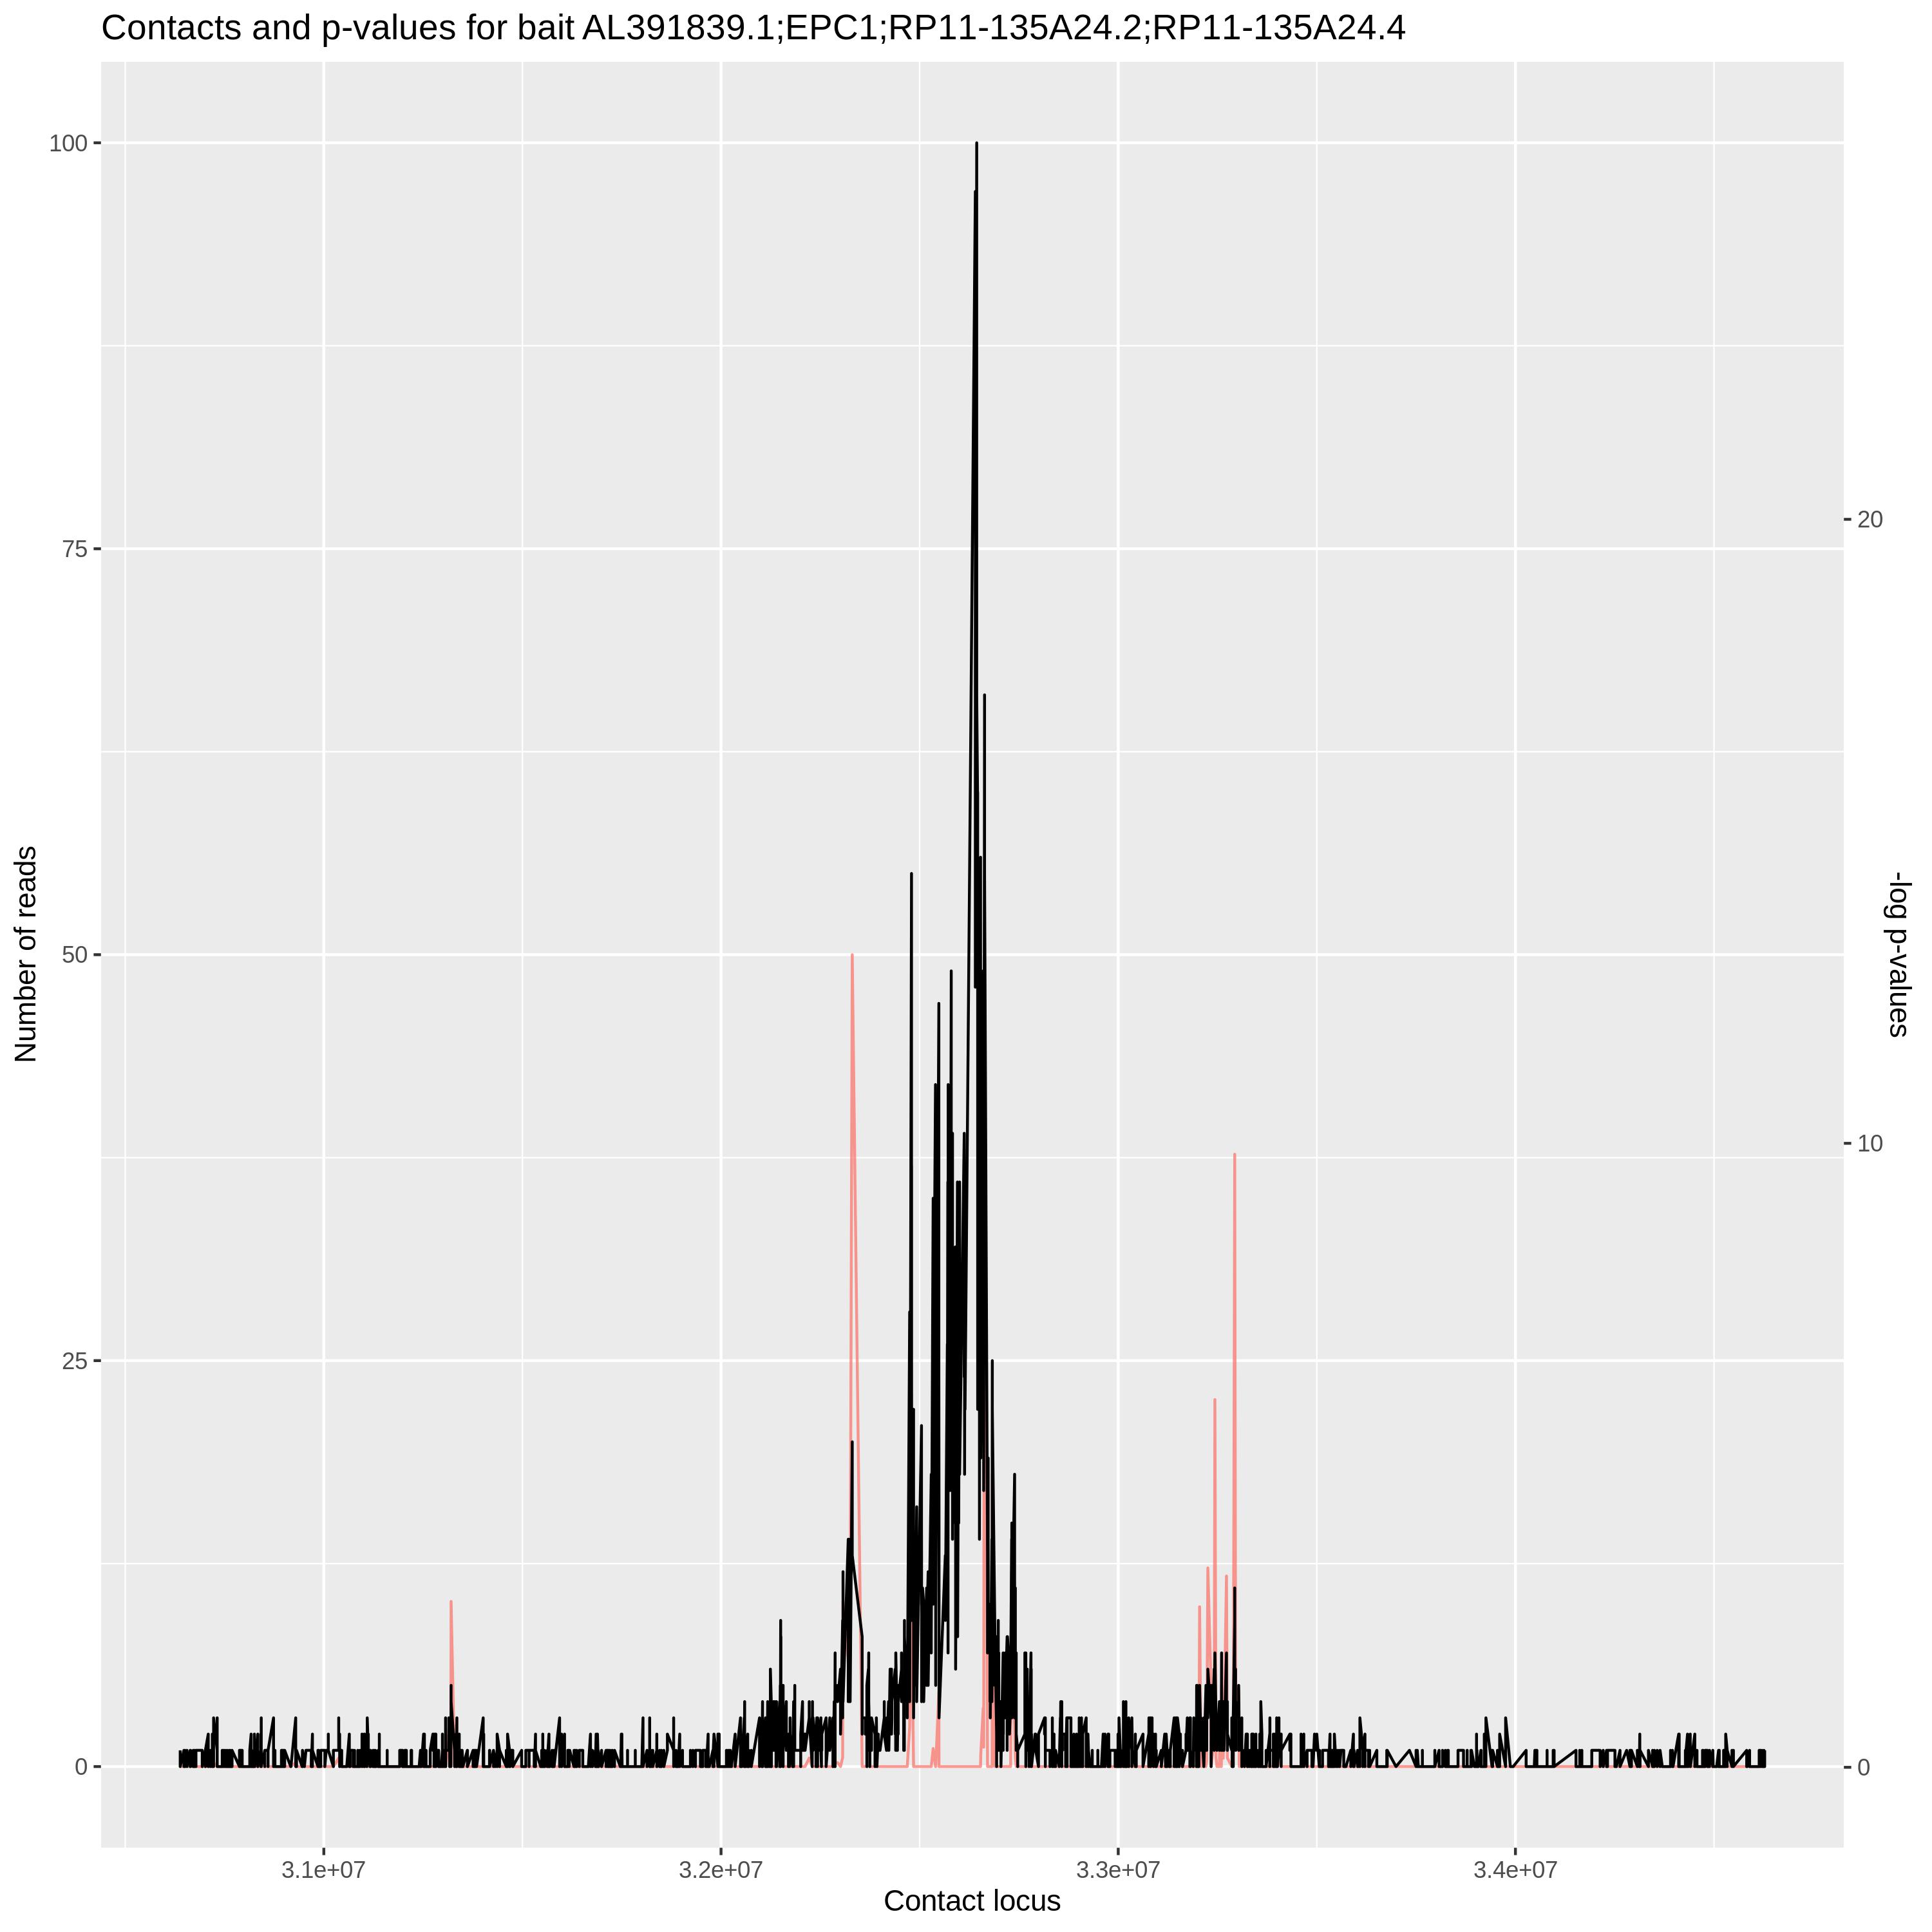 Contacts and p-values for bait AL391839.1;EPC1;RP11-135A24.2;RP11-135A24.4
100
75
50
25
0
Number of reads
20
10
0
-log p-values
3.1e+07
3.2e+07
3.3e+07
3.4e+07
Contact locus